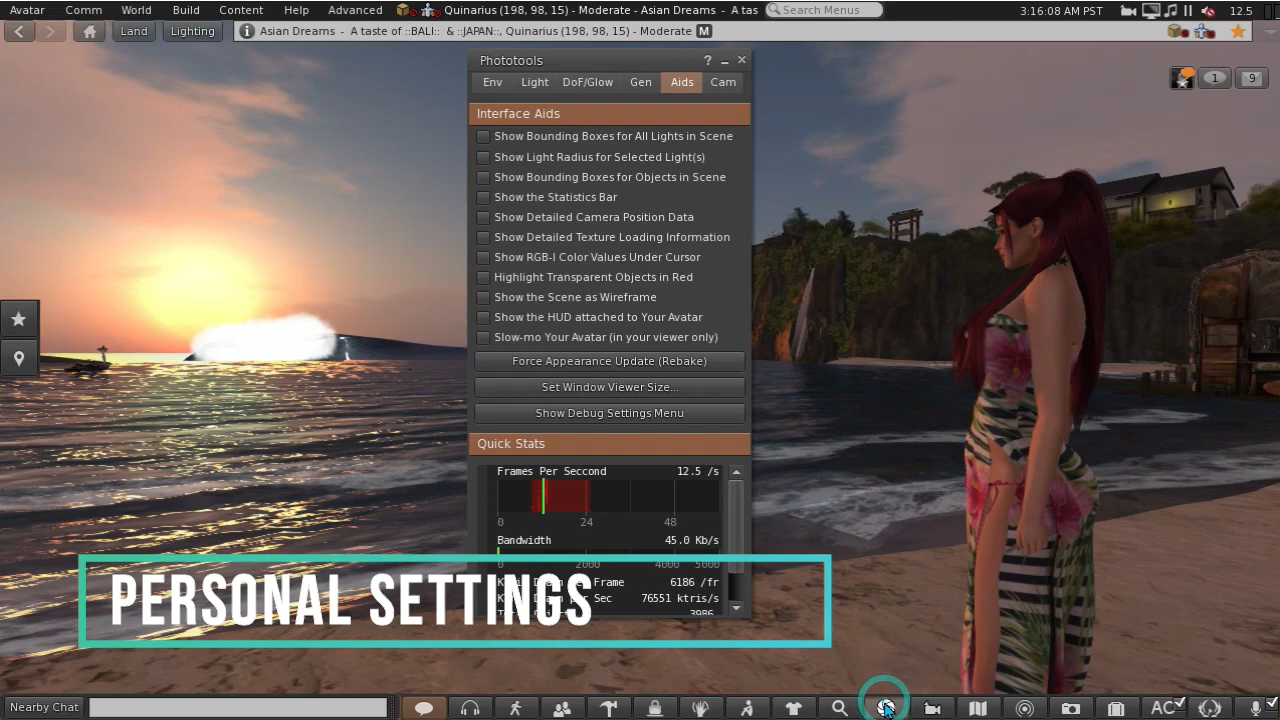 Avatar Comm World Build Content Help Advanced Quinarius (198, 98, 15) - Moderate - Asian Dreams - A tas Search Menus 3:16:08 AM PST 12.5
Land Lighting Asian Dreams - A taste of ::BALI:: & ::JAPAN::, Quinarius (198, 98, 15) - Moderate M
Phototools ?
Env Light DoF/Glow Gen Aids Cam
1 9
Interface Aids
Show Bounding Boxes for All Lights in Scene
Show Light Radius for Selected Light(s)
Show Bounding Boxes for Objects in Scene
Show the Statistics Bar
Show Detailed Camera Position Data
Show Detailed Texture Loading Information
Show RGB-I Color Values Under Cursor
Highlight Transparent Objects in Red
Show the Scene as Wireframe
Show the HUD attached to Your Avatar
Slow-mo Your Avatar (in your viewer only)
Force Appearance Update (Rebake)
Set Window Viewer Size...
Show Debug Settings Menu
Quick Stats
Frames Per Seccond 12.5 /s
0 24 48
Bandwidth 45.0 Kb/s
0 2000 4000 5000
per Frame 6186 /fr
per Sec 76551 ktris/s
3986
PERSONAL SETTINGS
Nearby Chat AC